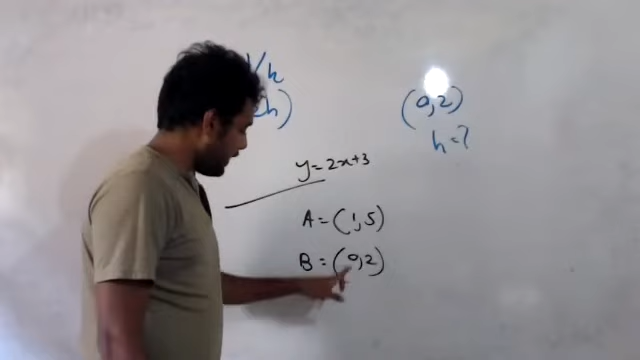 (0,2)
h=?
y=2x+3
A=(1,5)
B=(0,2)